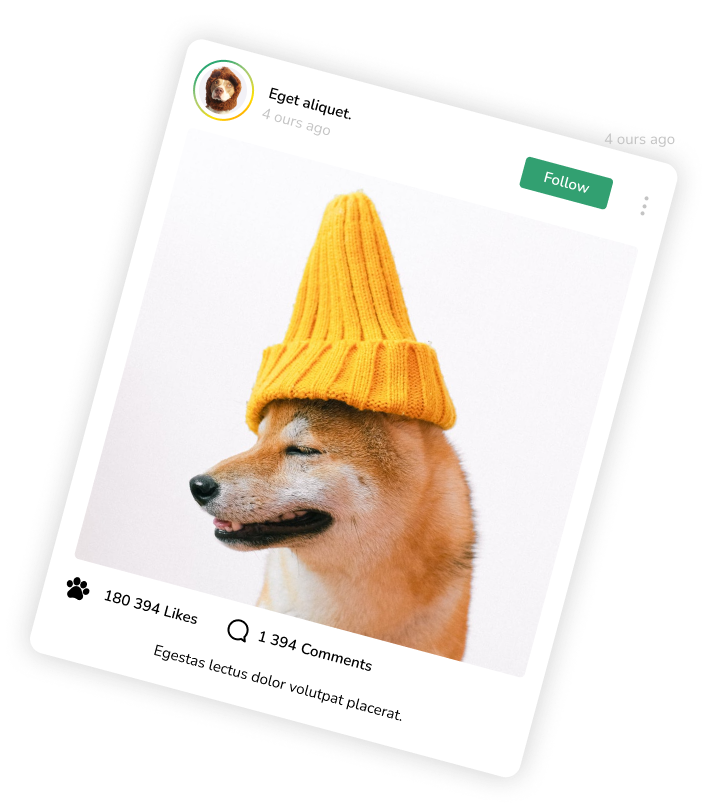 Eget aliquet.
4 ours ago
4 ours ago
Follow
180 394 Likes
1 394 Comments
Egestas lectus dolor volutpat placerat.